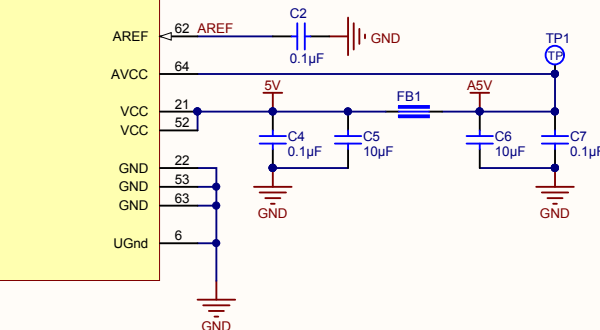 C2
AREF 62 AREF
GND
0.1µF
TP1
TP
AVCC 64
5V A5V
FB1
VCC 21
VCC 52
C4 C5 C6 C7
0.1µF 10µF 10µF 0.1µF
GND 22
GND 53
GND 63
GND GND
UGnd 6
GND